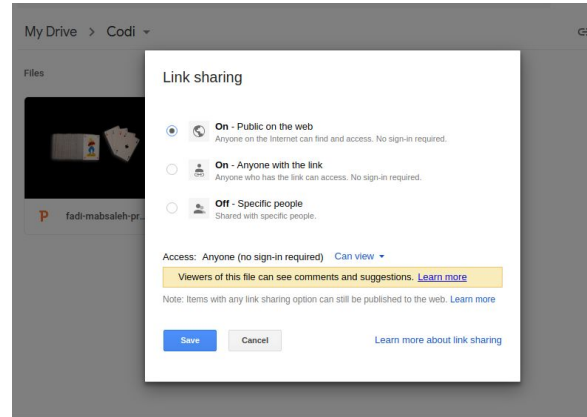 My Drive > Codi
Files
fadi-mabsaleh-pr...
Link sharing
On - Public on the web
Anyone on the Internet can find and access. No sign-in required.
On - Anyone with the link
Anyone who has the link can access. No sign-in required.
Off - Specific people
Shared with specific people.
Access: Anyone (no sign-in required) Can view
Viewers of this file can see comments and suggestions. Learn more
Note: Items with any link sharing option can still be published to the web. Learn more
Save Cancel Learn more about link sharing